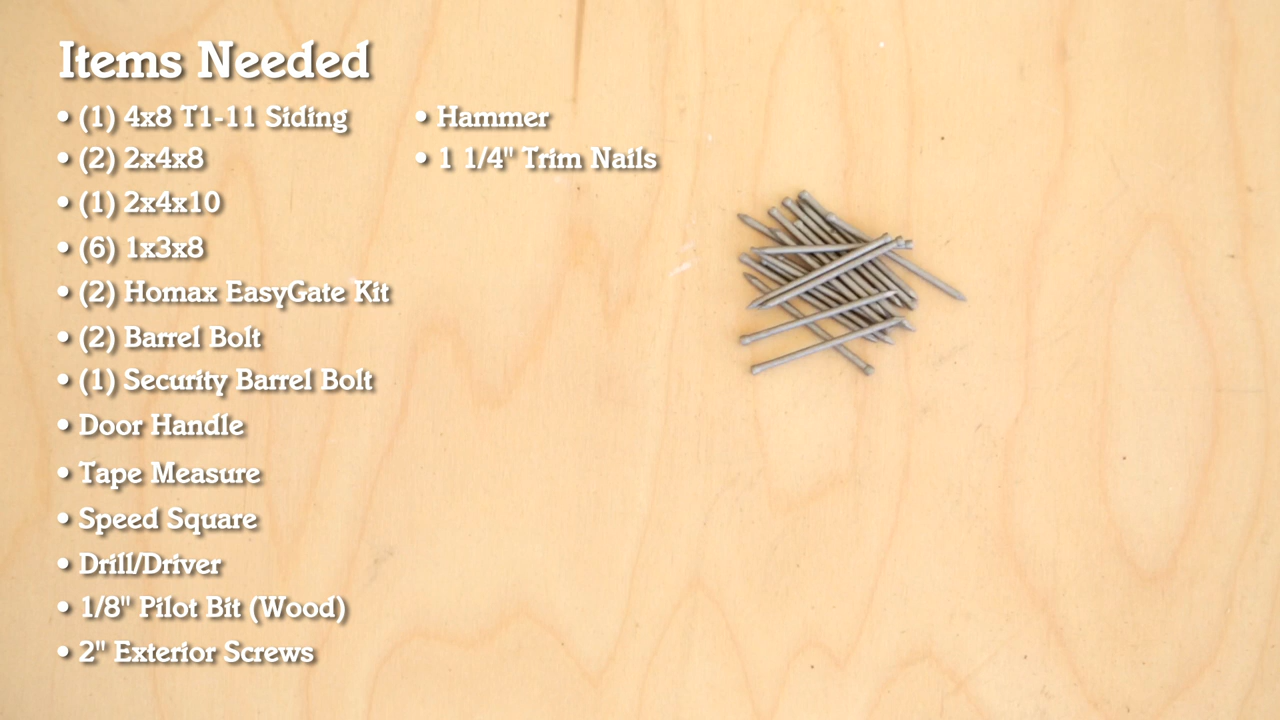 Items Needed
• (1) 4x8 T1-11 Siding
• (2) 2x4x8
• (1) 2x4x10
• (6) 1x3x8
• (2) Homax EasyGate Kit
• (2) Barrel Bolt
• (1) Security Barrel Bolt
• Door Handle
• Tape Measure
• Speed Square
• Drill/Driver
• 1/8" Pilot Bit (Wood)
• 2" Exterior Screws
• Hammer
• 1 1/4" Trim Nails